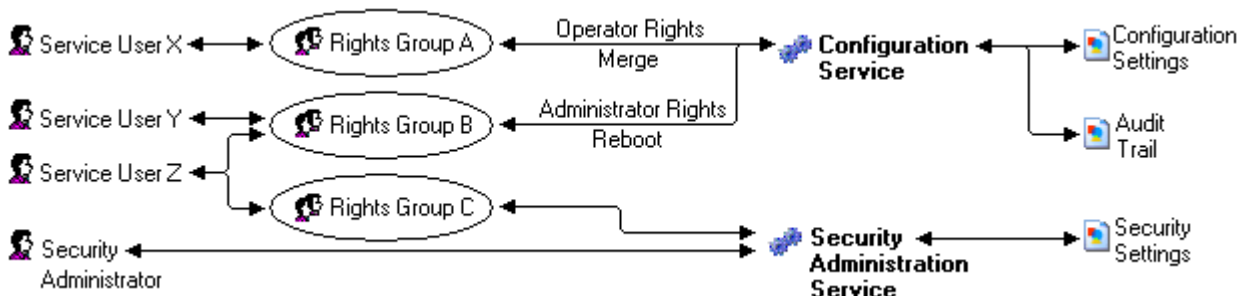 Service User X
Rights Group A
Operator Rights
Merge
Configuration
Service
Configuration
Settings
Service User Y
Rights Group B
Administrator Rights
Reboot
Audit
Trail
Service User Z
Rights Group C
Security
Administrator
Security
Administration
Service
Security
Settings